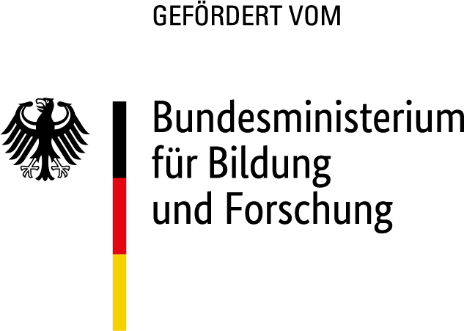 GEFÖRDERT VOM
Bundesministerium
für Bildung
und Forschung